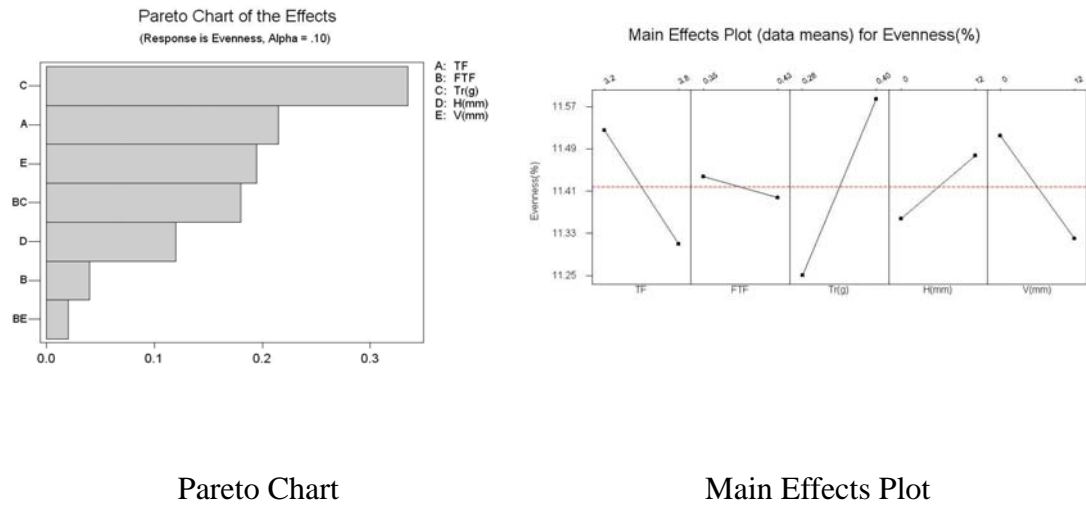 Pareto Chart of the Effects
(Response is Evenness, Alpha = .10)
A: TF
B: FTF
C: Tr(g)
D: H(mm)
E: V(mm)
C
A
E
BC
D
B
BE
0.0 0.1 0.2 0.3
Main Effects Plot (data means) for Evenness(%)
3.2 3.8 0.35 0.43 0.28 0.40 0 12 0 12
11.57
11.49
11.41
11.33
11.25
Evenness(%)
TF FTF Tr(g) H(mm) V(mm)
Pareto Chart Main Effects Plot